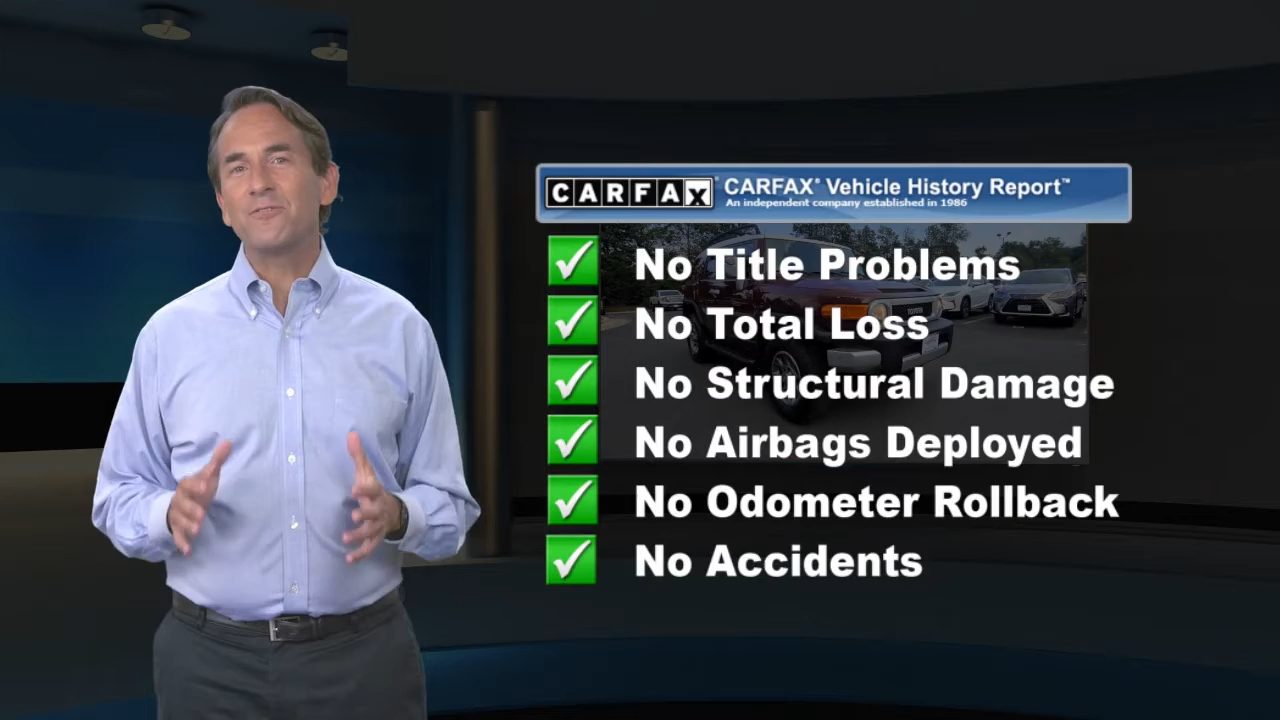 CARFAX® CARFAX® Vehicle History Report™
An independent company established in 1986
No Title Problems
No Total Loss
No Structural Damage
No Airbags Deployed
No Odometer Rollback
No Accidents